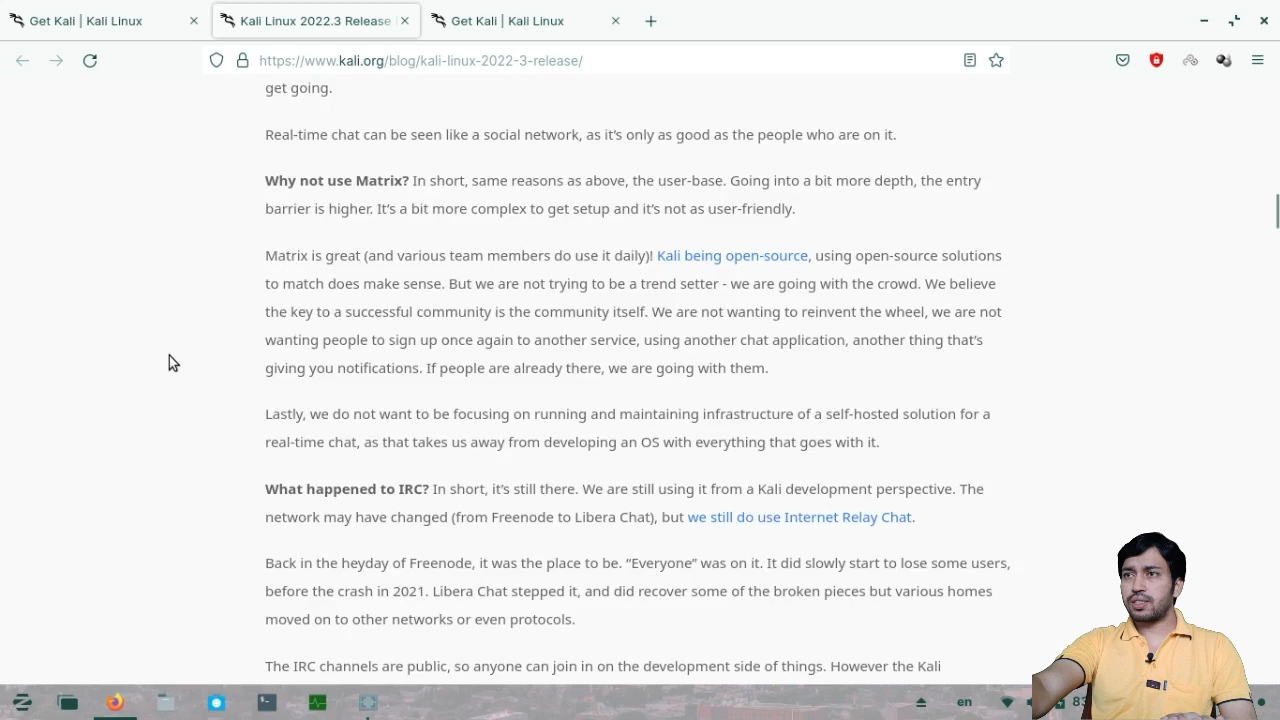 Get Kali | Kali Linux
Kali Linux 2022.3 Release
Get Kali | Kali Linux
https://www.kali.org/blog/kali-linux-2022-3-release/
get going.
Real-time chat can be seen like a social network, as it's only as good as the people who are on it.
Why not use Matrix? In short, same reasons as above, the user-base. Going into a bit more depth, the entry
barrier is higher. It's a bit more complex to get setup and it's not as user-friendly.
Matrix is great (and various team members do use it daily)! Kali being open-source, using open-source solutions
to match does make sense. But we are not trying to be a trend setter - we are going with the crowd. We believe
the key to a successful community is the community itself. We are not wanting to reinvent the wheel, we are not
wanting people to sign up once again to another service, using another chat application, another thing that's
giving you notifications. If people are already there, we are going with them.
Lastly, we do not want to be focusing on running and maintaining infrastructure of a self-hosted solution for a
real-time chat, as that takes us away from developing an OS with everything that goes with it.
What happened to IRC? In short, it's still there. We are still using it from a Kali development perspective. The
network may have changed (from Freenode to Libera Chat), but we still do use Internet Relay Chat.
Back in the heyday of Freenode, it was the place to be. “Everyone” was on it. It did slowly start to lose some users,
before the crash in 2021. Libera Chat stepped it, and did recover some of the broken pieces but various homes
moved on to other networks or even protocols.
The IRC channels are public, so anyone can join in on the development side of things. However the Kali
en